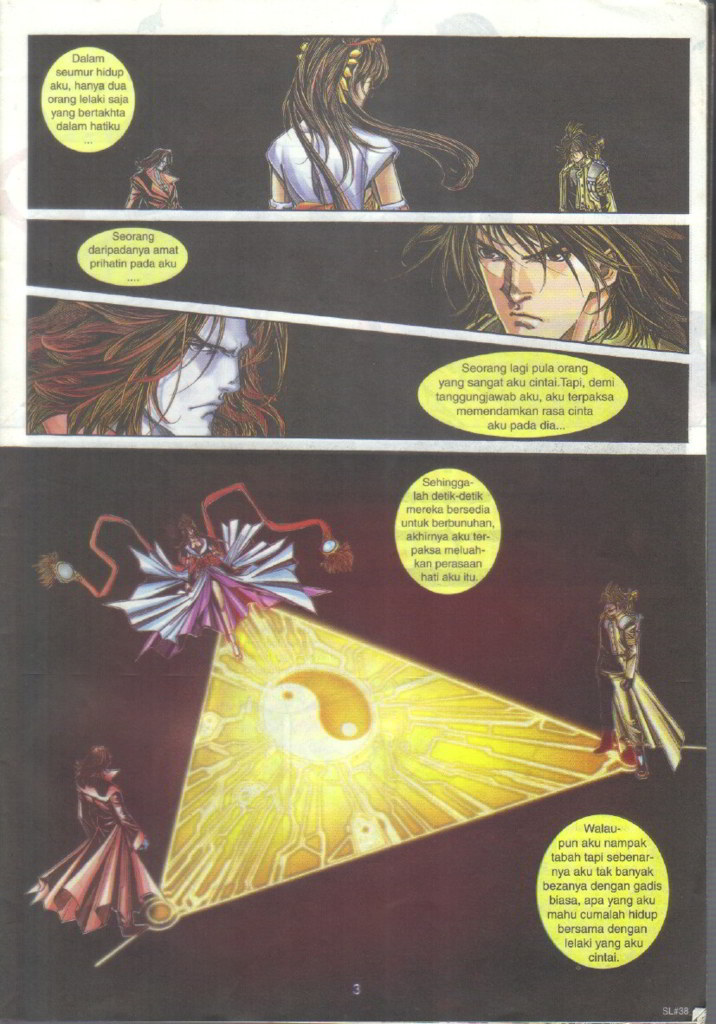 Dalam
seumur hidup
aku, hanya dua
orang lelaki saja
yang bertakhta
dalam hatiku
...
Seorang
daripadanya amat
prihatin pada aku
....
Seorang lagi pula orang
yang sangat aku cintai.Tapi, demi
tanggungjawab aku, aku terpaksa
memendamkan rasa cinta
aku pada dia...
Sehingga-
lah detik-detik
mereka bersedia
untuk berbunuhan,
akhirnya aku ter-
paksa meluah-
kan perasaan
hati aku itu.
Walau-
pun aku nampak
tabah tapi sebenar-
nya aku tak banyak
bezanya dengan gadis
biasa, apa yang aku
mahu cumalah hidup
bersama dengan
lelaki yang aku
cintai.
3
SL#38